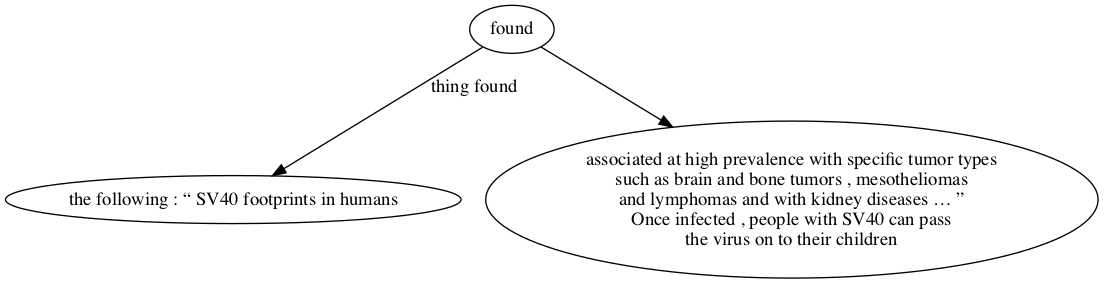 found
thing found
the following : “ SV40 footprints in humans
associated at high prevalence with specific tumor types
such as brain and bone tumors , mesotheliomas
and lymphomas and with kidney diseases … ”
Once infected , people with SV40 can pass
the virus on to their children